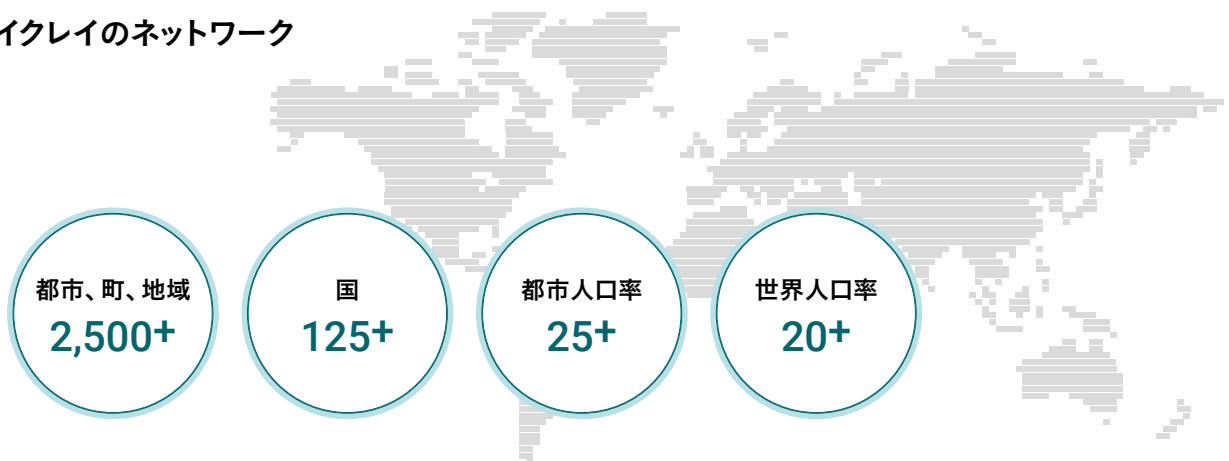 イクレイのネットワーク
都市、町、地域
2,500+
国
125+
都市人口率
25+
世界人口率
20+